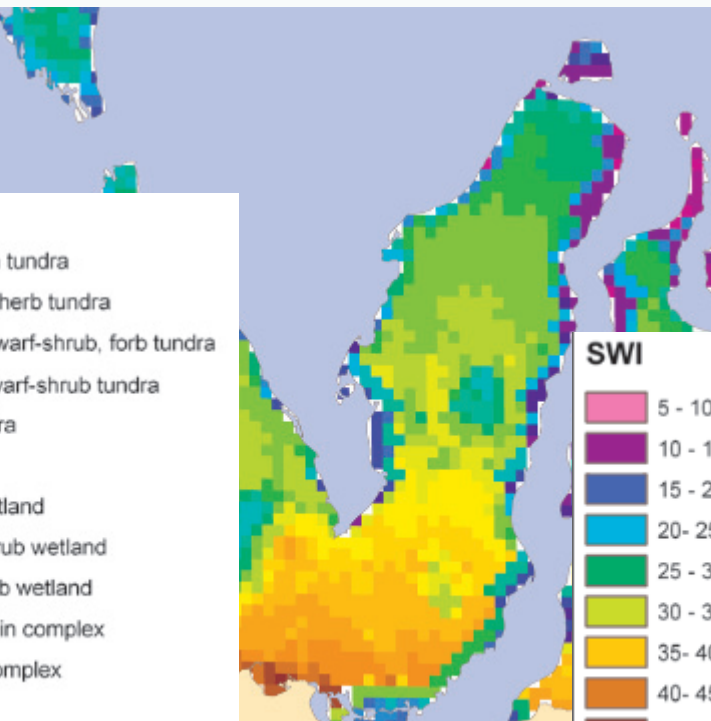 tundra
herb tundra
warf-shrub, forb tundra
warf-shrub tundra
ra
tland
rub wetland
b wetland
in complex
omplex
SWI
5 - 10
10 - 1
15 - 2
20- 25
25 - 3
30 - 3
35- 40
40- 45